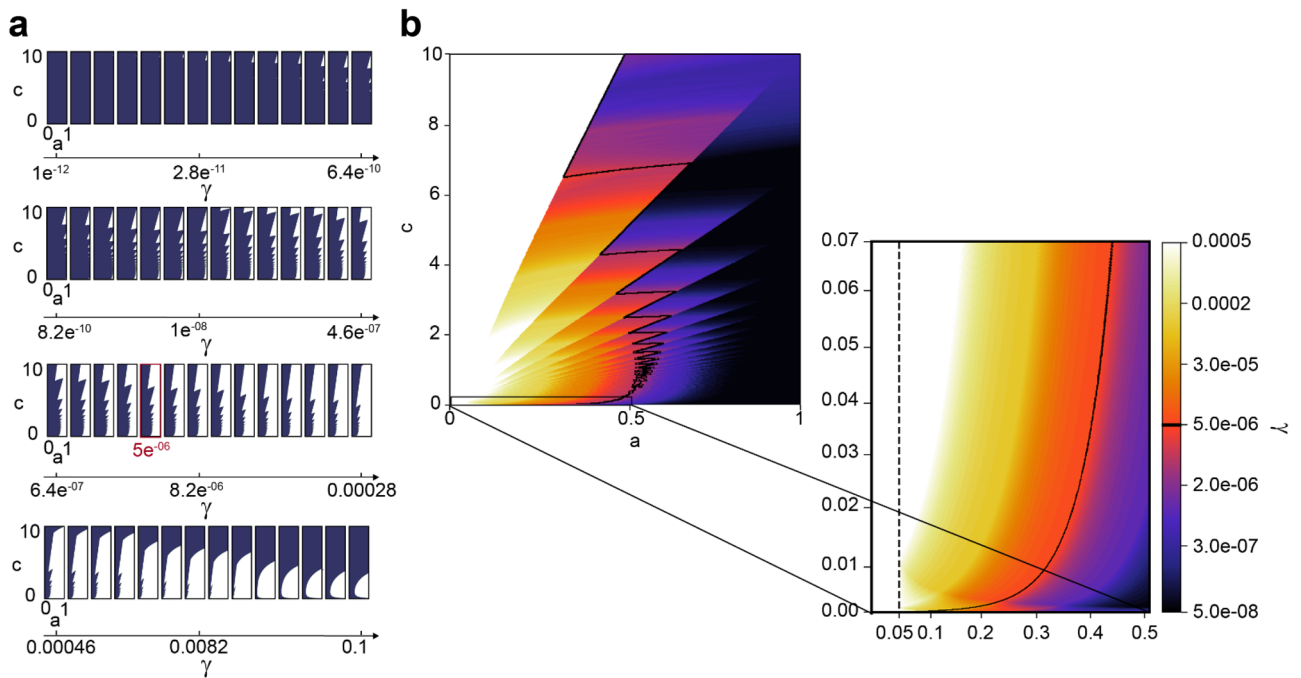 a
10
c
0
0 a 1
1e-12 2.8e-11 6.4e-10
γ
10
c
0
0 a 1
8.2e-10 1e-08 4.6e-07
γ
10
c
0
0 a 1
5e-06
6.4e-07 8.2e-06 0.00028
γ
10
c
0
0 a 1
0.00046 0.0082 0.1
γ
b
10
8
6
c
4
2
0
0 0.5 1
a
0.07
0.06
0.05
0.04
0.03
0.02
0.01
0.00
0.05 0.1 0.2 0.3 0.4 0.5
0.0005
0.0002
3.0e-05
5.0e-06
2.0e-06
3.0e-07
5.0e-08
γ